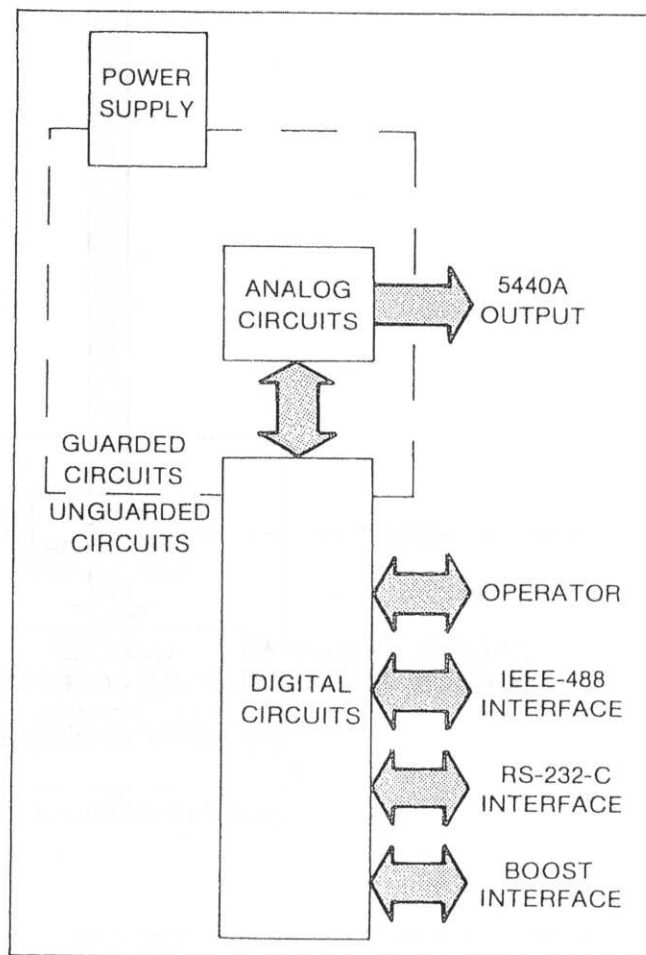 POWER
SUPPLY
ANALOG
CIRCUITS
5440A
OUTPUT
GUARDED
CIRCUITS
UNGUARDED
CIRCUITS
OPERATOR
DIGITAL
CIRCUITS
IEEE-488
INTERFACE
RS-232-C
INTERFACE
BOOST
INTERFACE